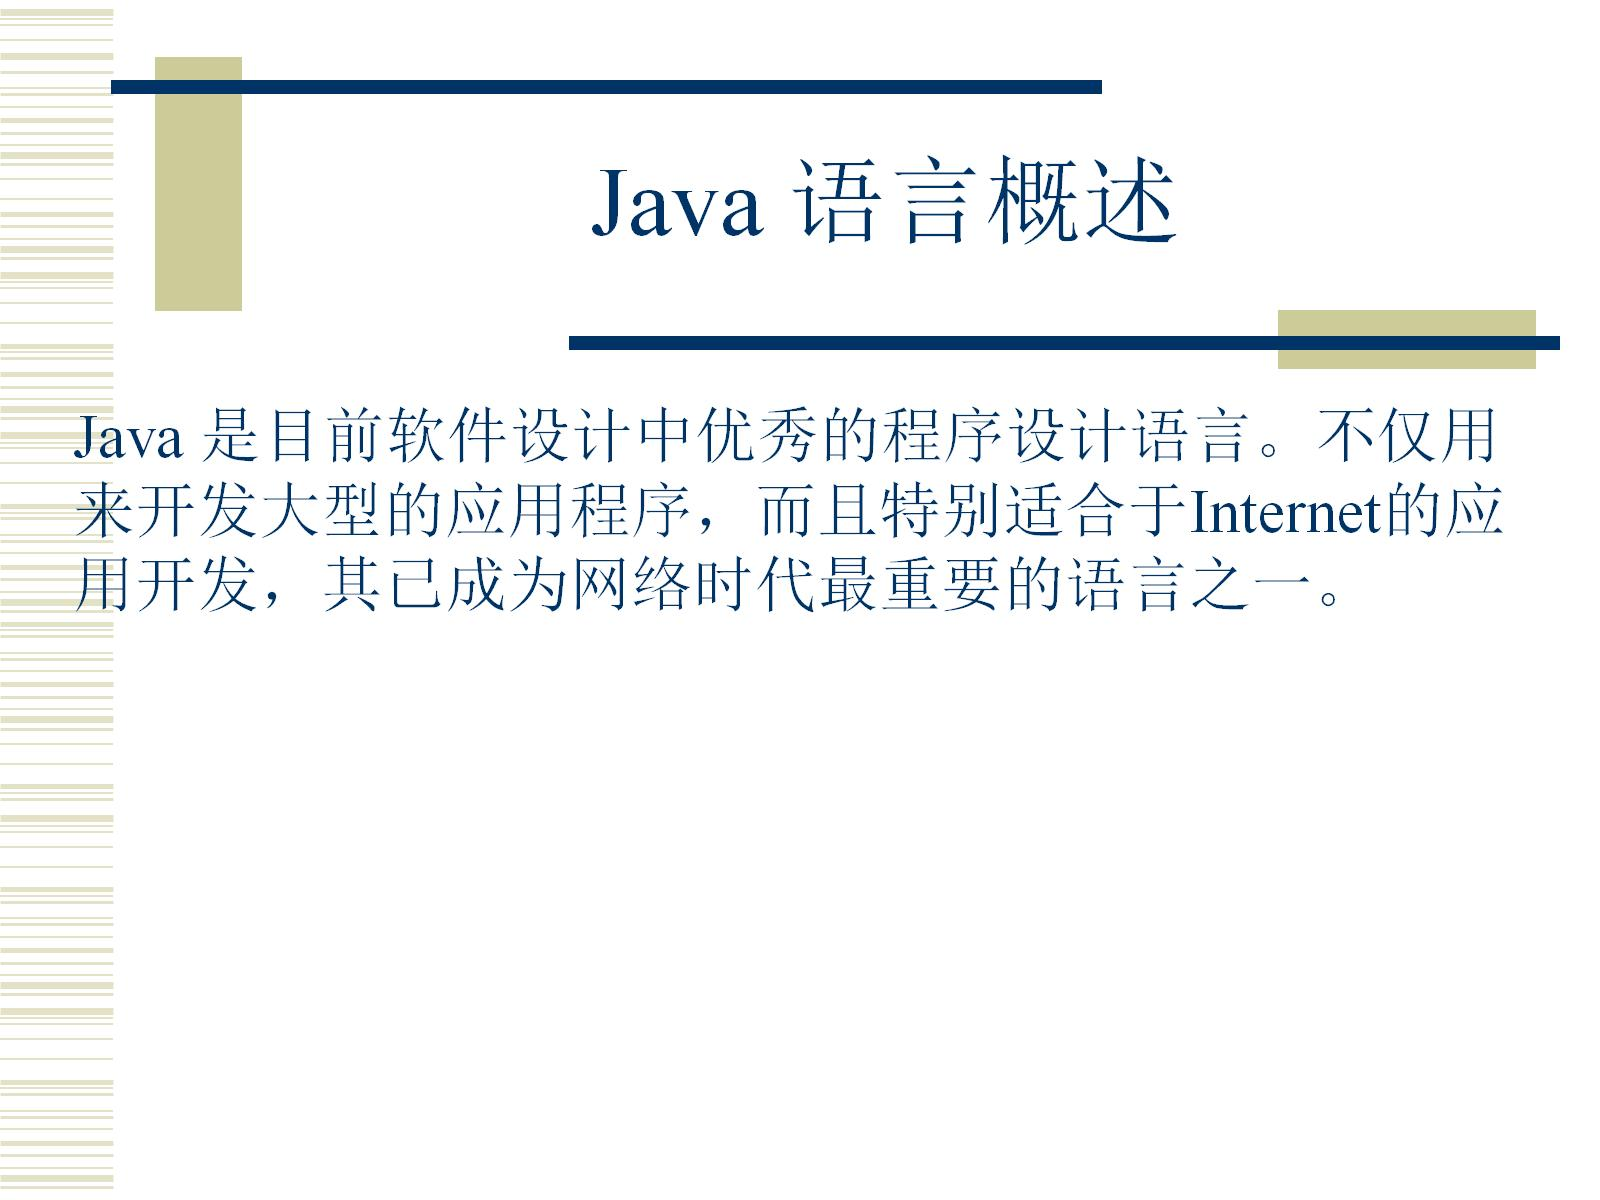 Java 语言概述
Java 是目前软件设计中优秀的程序设计语言。不仅用
来开发大型的应用程序，而且特别适合于Internet的应
用开发，其已成为网络时代最重要的语言之一。